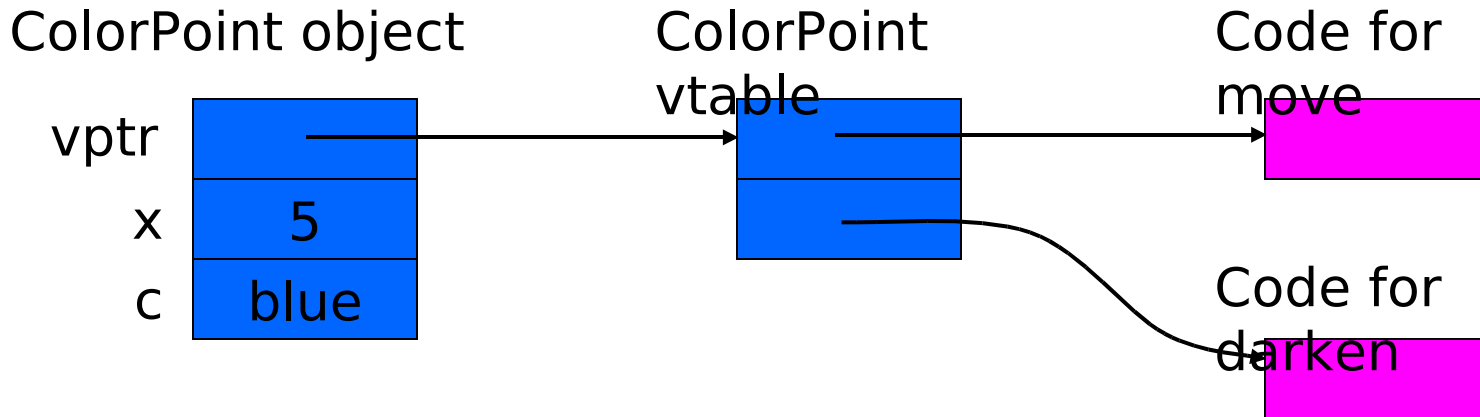 ColorPoint object
ColorPoint
vtable
Code for
move
vptr
x
5
c
blue
Code for
darken